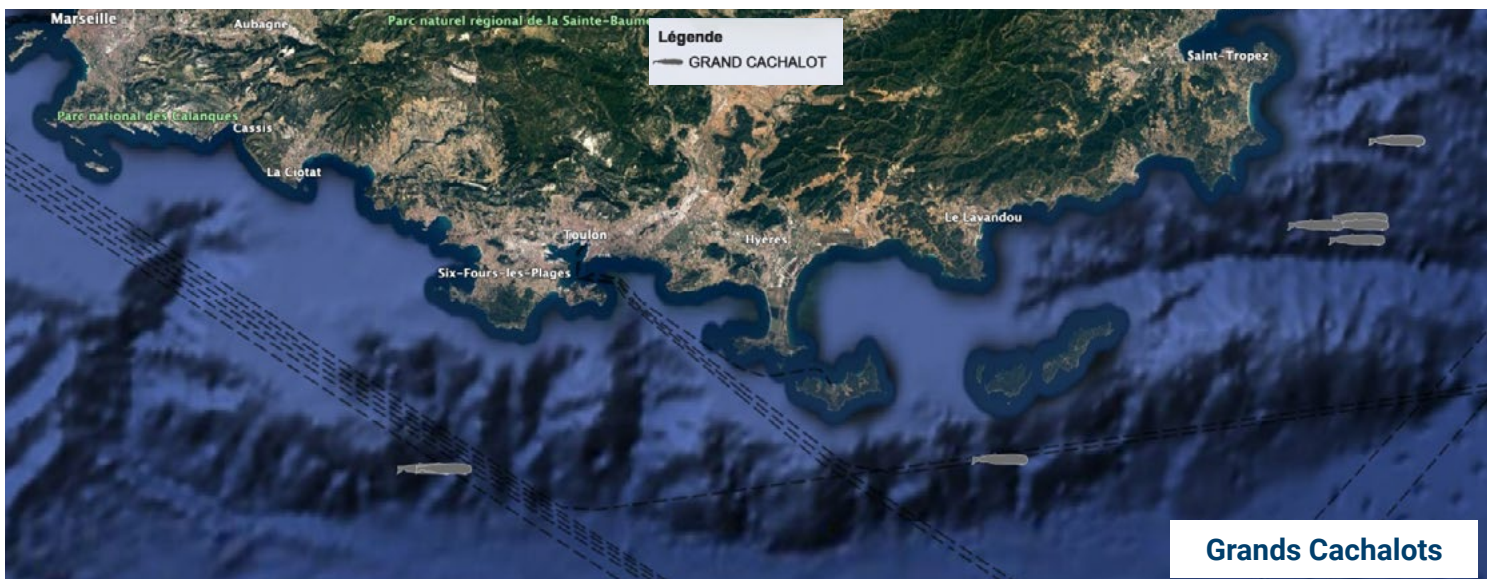 Marseille
Aubagne
Parc naturel régional de la Sainte-Baume
Légende
GRAND CACHALOT
Saint-Tropez
Parc national des Calanques
Cassis
La Ciotat
Le Lavandou
Toulon
Hyères
Six-Fours-les-Plages
Grands Cachalots